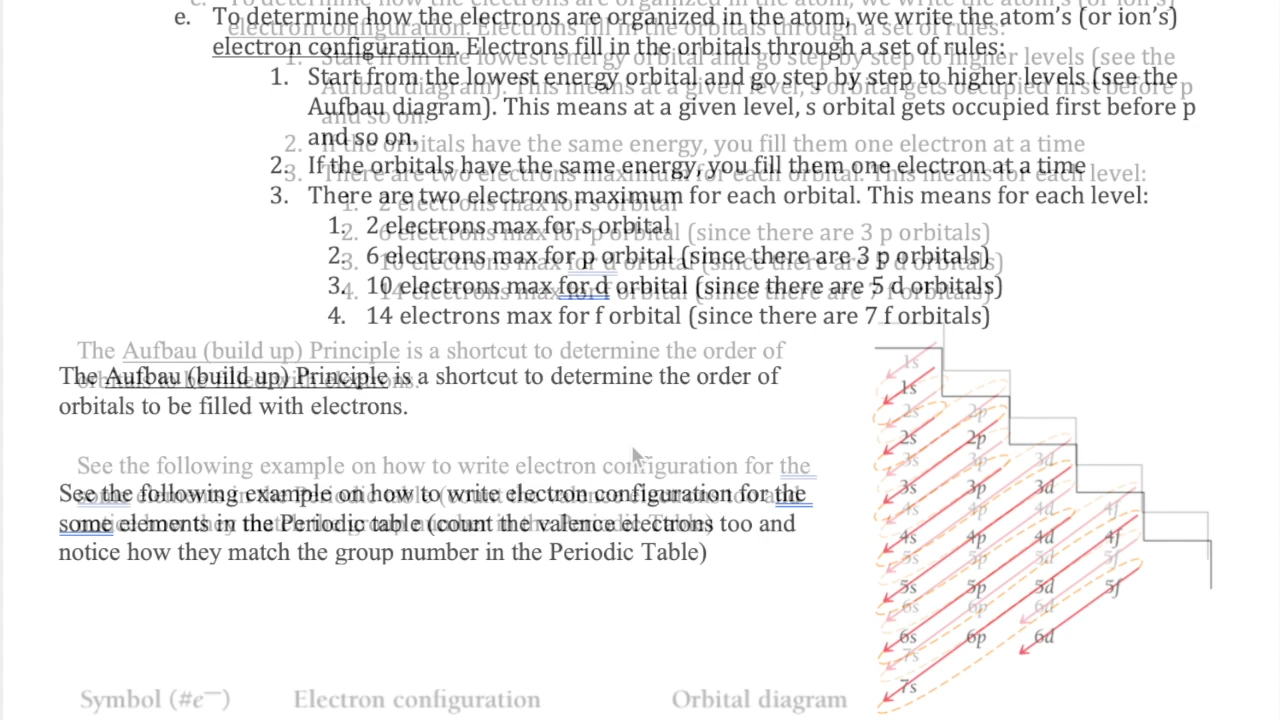 e. To determine how the electrons are organized in the atom, we write the atom's (or ion's)
electron configuration. Electrons fill in the orbitals through a set of rules:
1. Start from the lowest energy orbital and go step by step to higher levels (see the
Aufbau diagram). This means at a given level, s orbital gets occupied first before p
and so on.
2. If the orbitals have the same energy, you fill them one electron at a time
3. There are two electrons maximum for each orbital. This means for each level:
1. 2 electrons max for s orbital
2. 6 electrons max for p orbital (since there are 3 p orbitals)
3. 10 electrons max for d orbital (since there are 5 d orbitals)
4. 14 electrons max for f orbital (since there are 7 f orbitals)
The Aufbau (build up) Principle is a shortcut to determine the order of
orbitals to be filled with electrons.
See the following example on how to write electron configuration for the
some elements in the Periodic table (count the valence electrons too and
notice how they match the group number in the Periodic Table)
1s
2s 2p
3s 3p 3d
4s 4p 4d 4f
5s 5p 5d 5f
6s 6p 6d
7s
Symbol (#e⁻) Electron configuration Orbital diagram